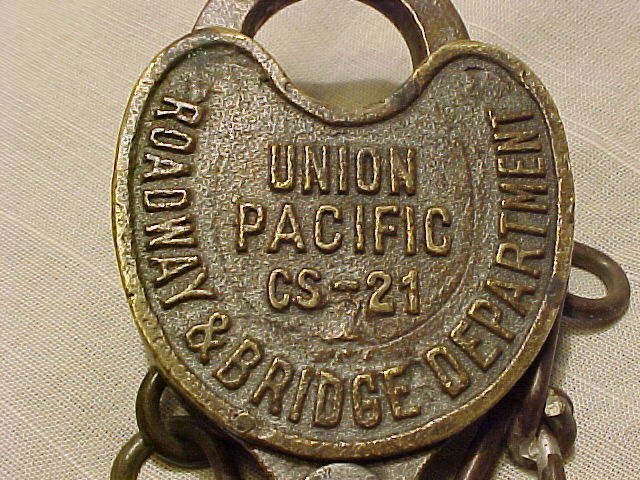 UNION
PACIFIC
CS-21
ROADWAY & BRIDGE DEPARTMENT